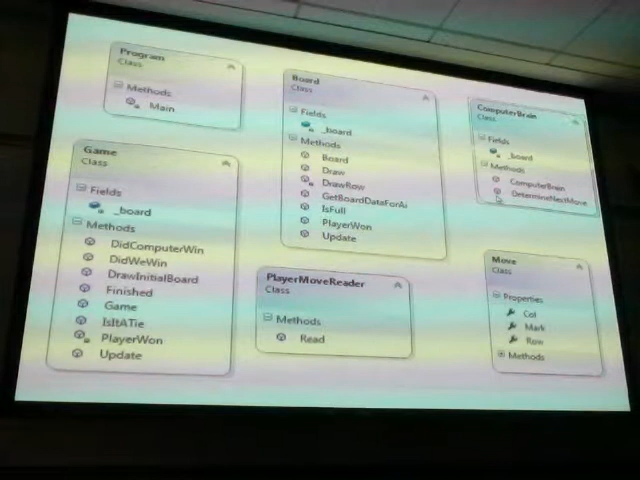 Program
Class
Methods
Main
Game
Class
Fields
_board
Methods
DidComputerWin
DidWeWin
DrawInitialBoard
Finished
Game
IsItATie
PlayerWon
Update
Board
Class
Fields
_board
Methods
Board
Draw
DrawRow
GetBoardDataForAi
IsFull
PlayerWon
Update
PlayerMoveReader
Class
Methods
Read
ComputerBrain
Class
Fields
_board
Methods
ComputerBrain
DetermineNextMove
Move
Class
Properties
Col
Mark
Row
Methods